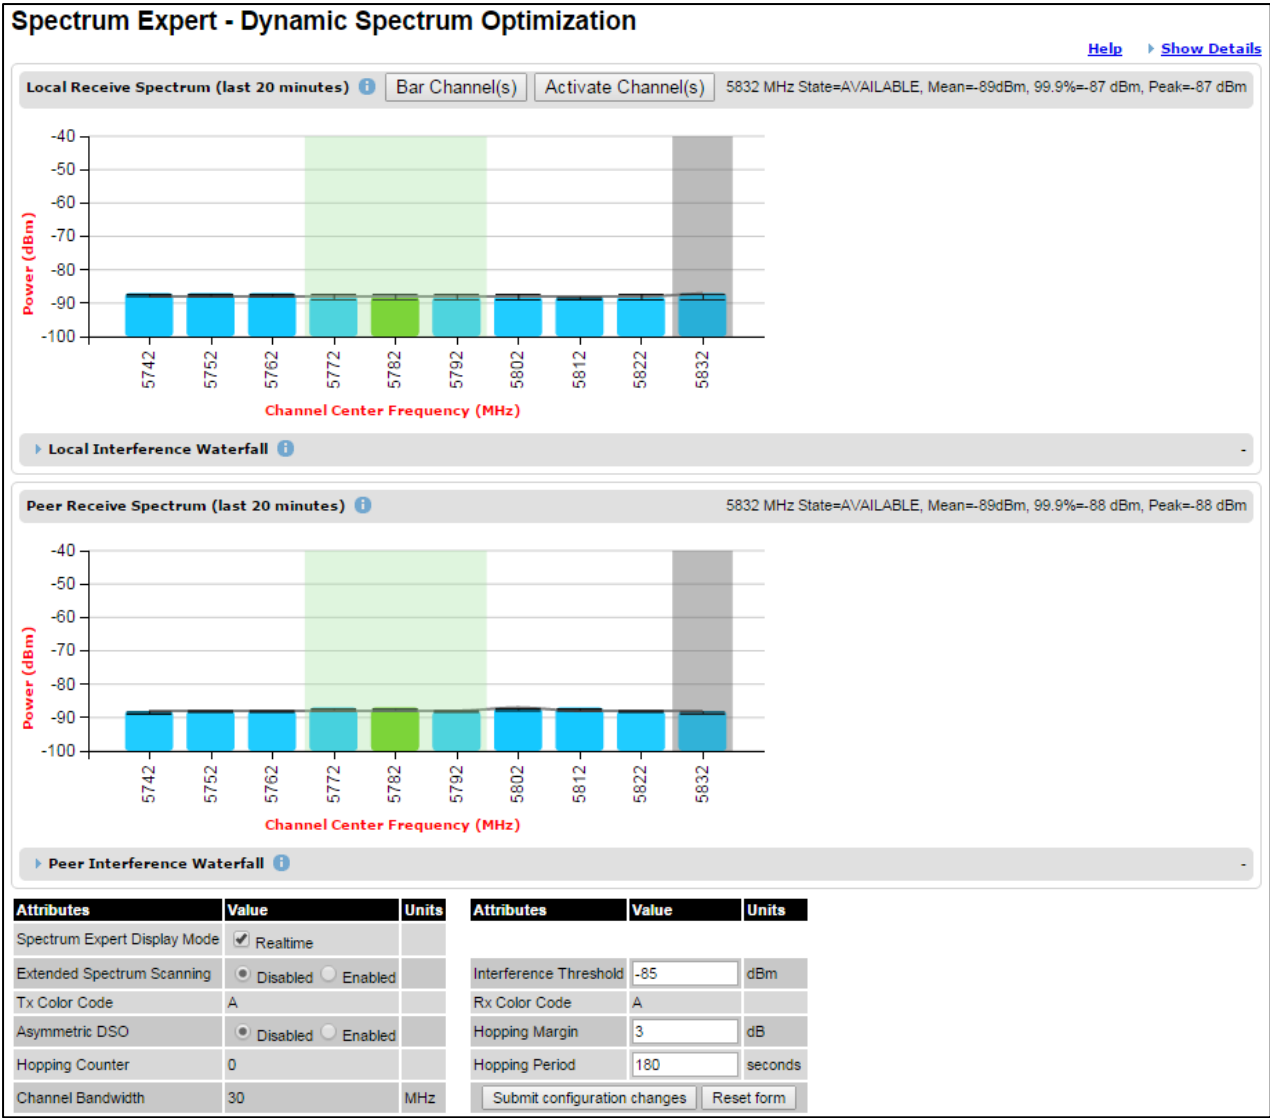 Spectrum Expert - Dynamic Spectrum Optimization
Help Show Details
Local Receive Spectrum (last 20 minutes) i Bar Channel(s) Activate Channel(s) 5832 MHz State=AVAILABLE, Mean=-89dBm, 99.9%=-87 dBm, Peak=-87 dBm
-40
-50
-60
-70
-80
-90
-100
Power (dBm)
5742 5752 5762 5772 5782 5792 5802 5812 5822 5832
Channel Center Frequency (MHz)
Local Interference Waterfall i -
Peer Receive Spectrum (last 20 minutes) i 5832 MHz State=AVAILABLE, Mean=-89dBm, 99.9%=-88 dBm, Peak=-88 dBm
-40
-50
-60
-70
-80
-90
-100
Power (dBm)
5742 5752 5762 5772 5782 5792 5802 5812 5822 5832
Channel Center Frequency (MHz)
Peer Interference Waterfall i -
Attributes Value Units Attributes Value Units
Spectrum Expert Display Mode Realtime
Extended Spectrum Scanning Disabled Enabled Interference Threshold -85 dBm
Tx Color Code A Rx Color Code A
Asymmetric DSO Disabled Enabled Hopping Margin 3 dB
Hopping Counter 0 Hopping Period 180 seconds
Channel Bandwidth 30 MHz Submit configuration changes Reset form